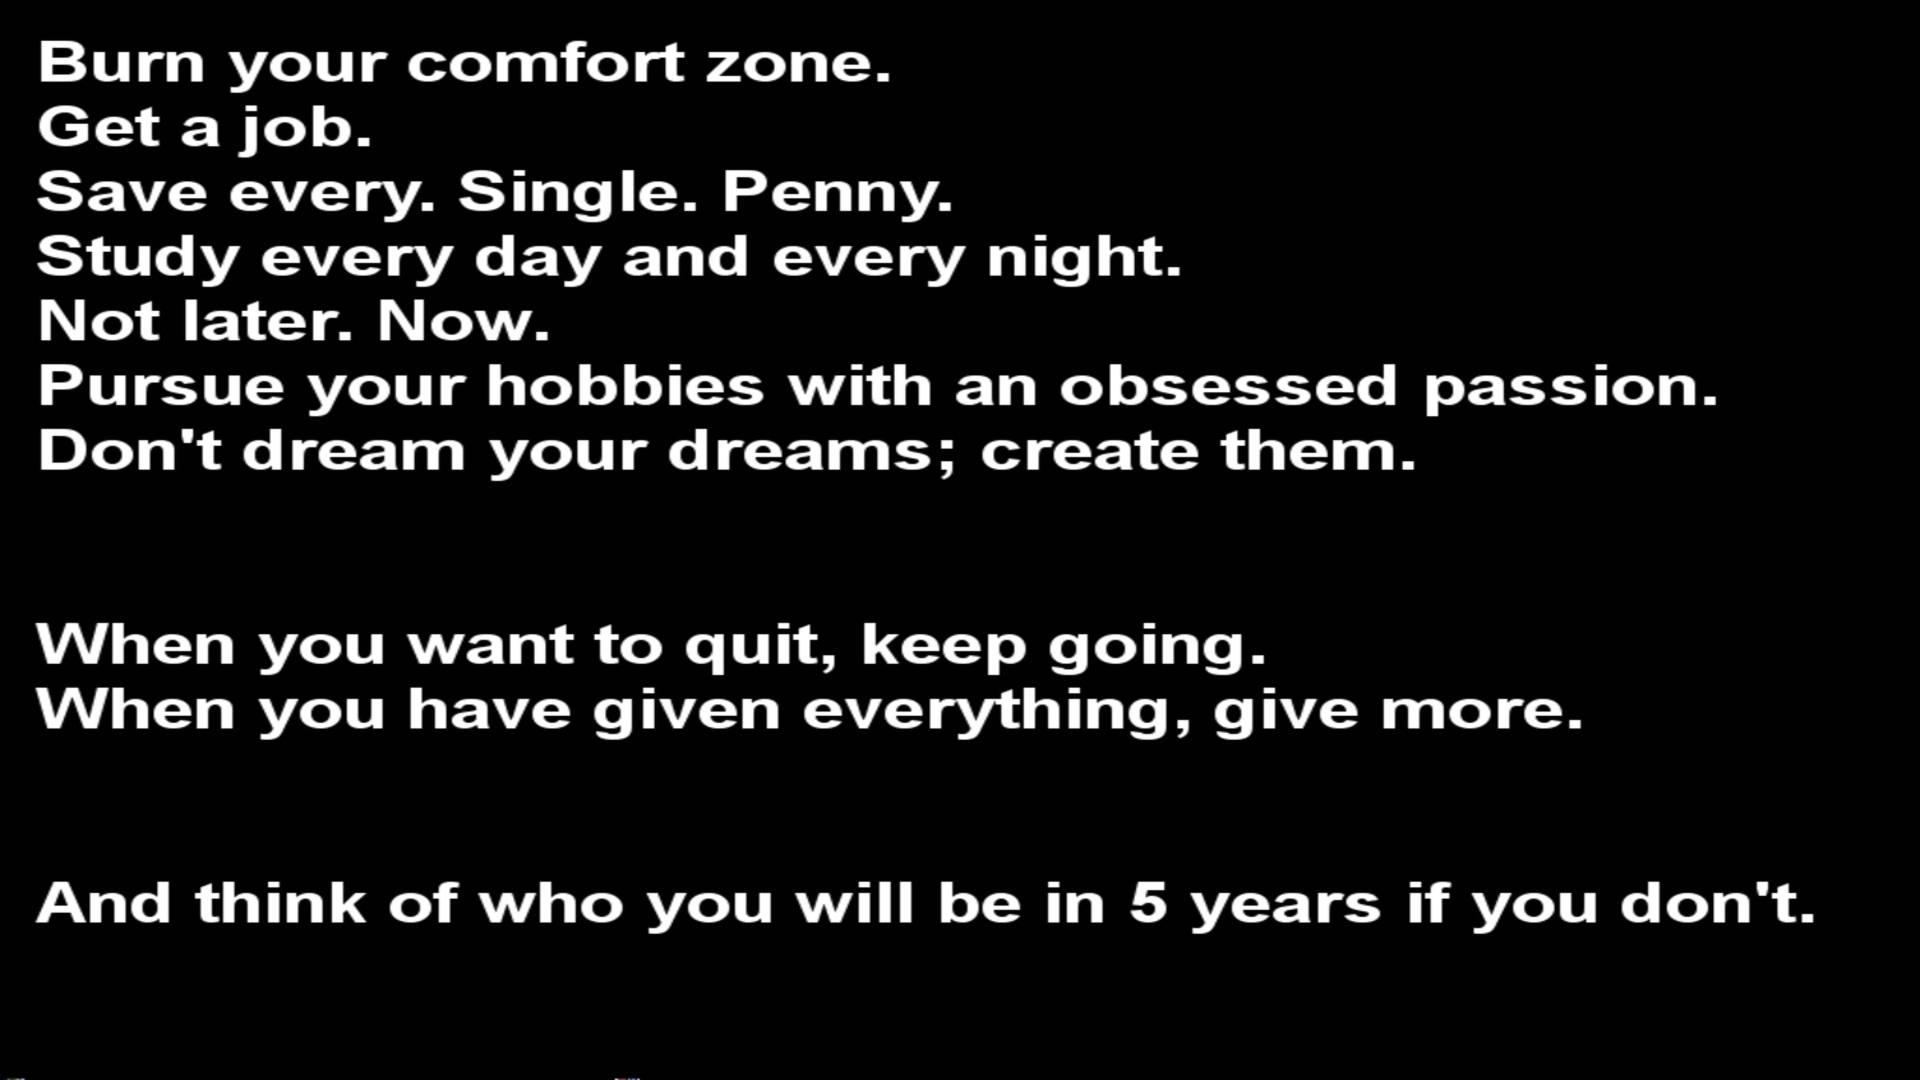 Burn your comfort zone.
Get a job.
Save every. Single. Penny.
Study every day and every night.
Not later. Now.
Pursue your hobbies with an obsessed passion.
Don't dream your dreams; create them.
When you want to quit, keep going.
When you have given everything, give more.
And think of who you will be in 5 years if you don't.